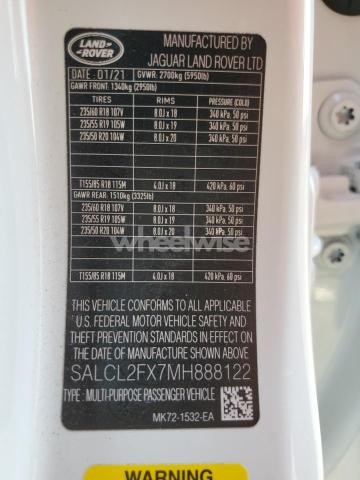 LAND-
ROVER
MANUFACTURED BY
JAGUAR LAND ROVER LTD
DATE : 01/21 GVWR: 2700kg (5950lb)
GAWR FRONT: 1340kg (2950lb)
TIRES RIMS PRESSURE (COLD)
235/60 R18 107V 8.0J x 18 340 kPa, 50 psi
235/55 R19 105W 8.0J x 19 340 kPa, 50 psi
235/50 R20 104W 8.0J x 20 340 kPa, 50 psi
T155/85 R18 115M 4.0J x 18 420 kPa, 60 psi
GAWR REAR: 1510kg (3325lb)
235/60 R18 107V 8.0J x 18 340 kPa, 50 psi
235/55 R19 105W 8.0J x 19 340 kPa, 50 psi
235/50 R20 104W 8.0J x 20 340 kPa, 50 psi
wheelwise
T155/85 R18 115M 4.0J x 18 420 kPa, 60 psi
THIS VEHICLE CONFORMS TO ALL APPLICABLE
U.S. FEDERAL MOTOR VEHICLE SAFETY AND
THEFT PREVENTION STANDARDS IN EFFECT ON
THE DATE OF MANUFACTURE SHOWN ABOVE
SALCL2FX7MH888122
TYPE : MULTI-PURPOSE PASSENGER VEHICLE
MK72-1532-EA
WARNING